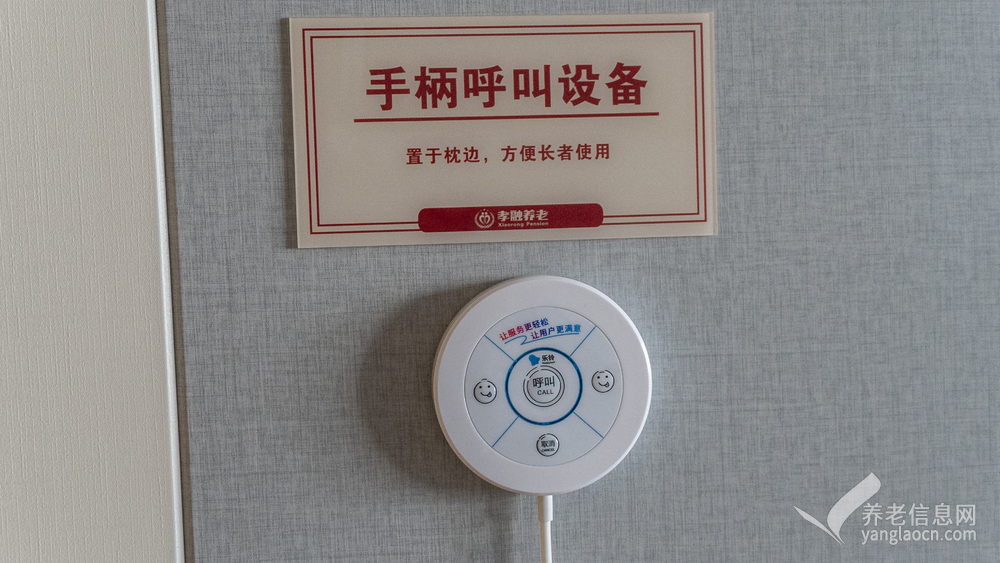 手柄呼叫设备
置于枕边，方便长者使用
孝融养老
Xiaorong Pension
让服务更轻松
让用户更满意
乐铃
呼叫
CALL
取消
CANCEL
养老信息网
yanglaocn.com